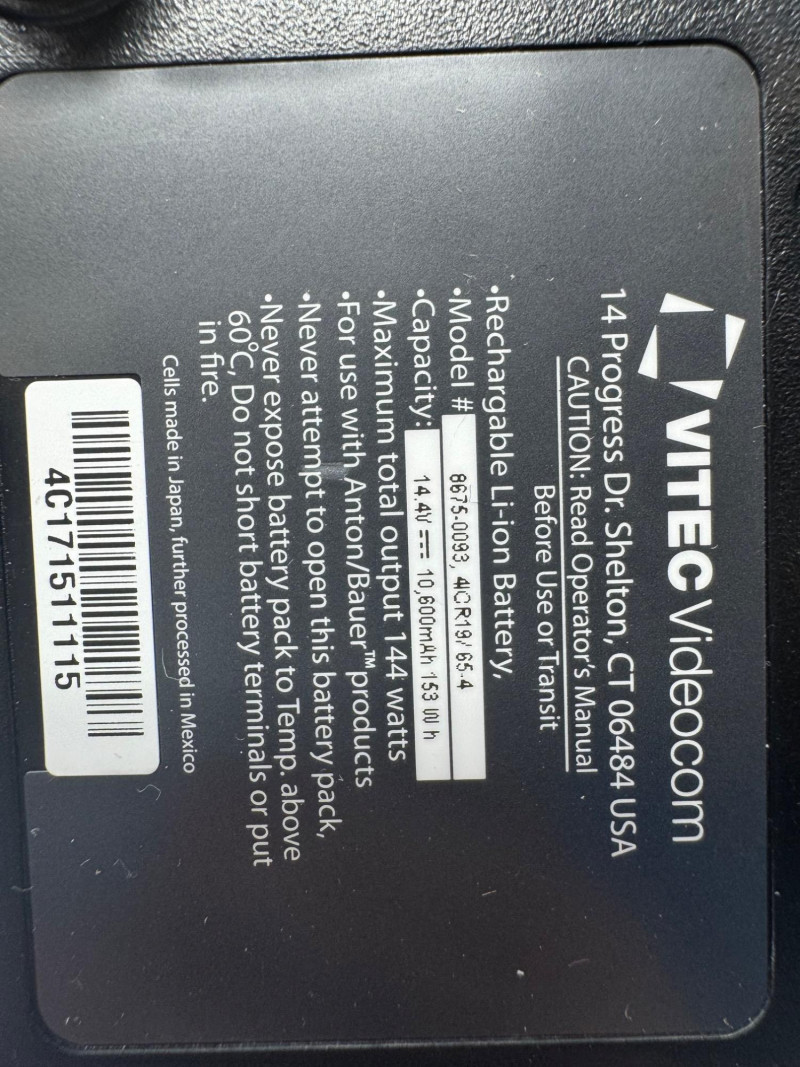 VITEC Videocom
14 Progress Dr. Shelton, CT 06484 USA
CAUTION: Read Operator's Manual
Before Use or Transit
•Rechargable Li-ion Battery,
•Model # 8675-0093, 4ICR19/ 65-4
•Capacity: 14.4V ⎓ 10,600mAh 153 W h
•Maximum total output 144 watts
•For use with Anton/Bauer™ products
•Never attempt to open this battery pack,
•Never expose battery pack to Temp. above
60°C, Do not short battery terminals or put
in fire.
Cells made in Japan, further processed in Mexico
4C171511115